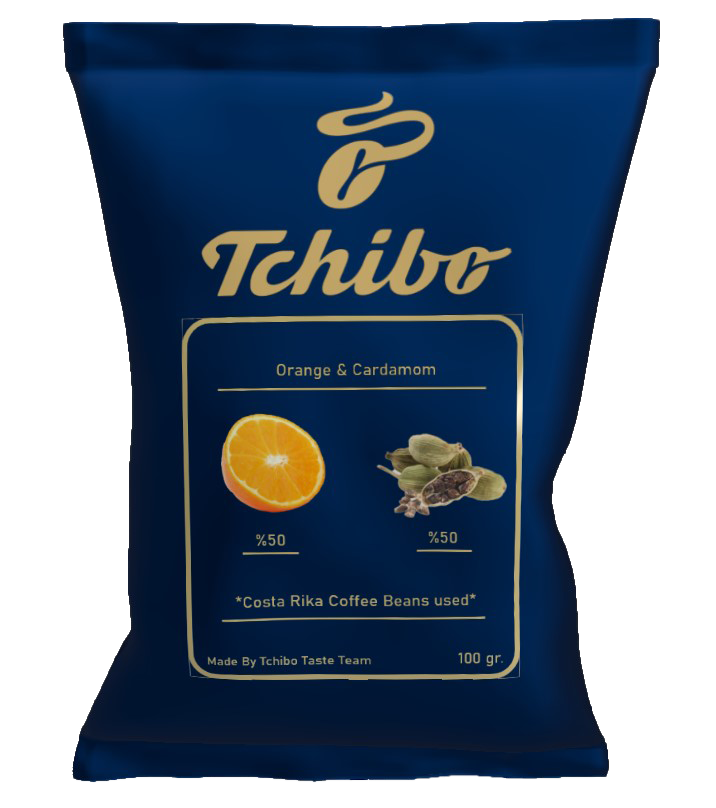 Tchibo
Orange & Cardamom
%50
%50
*Costa Rika Coffee Beans used*
Made By Tchibo Taste Team
100 gr.